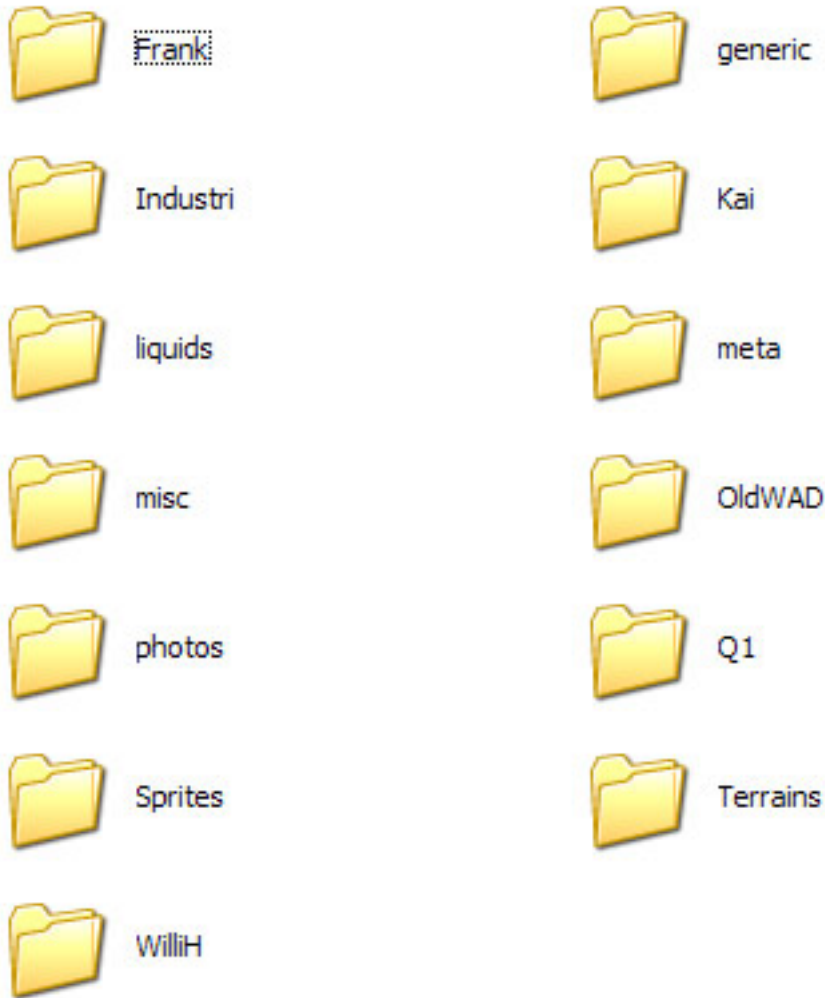 Frank
generic
Industri
Kai
liquids
meta
misc
OldWAD
photos
Q1
Sprites
Terrains
WilliH